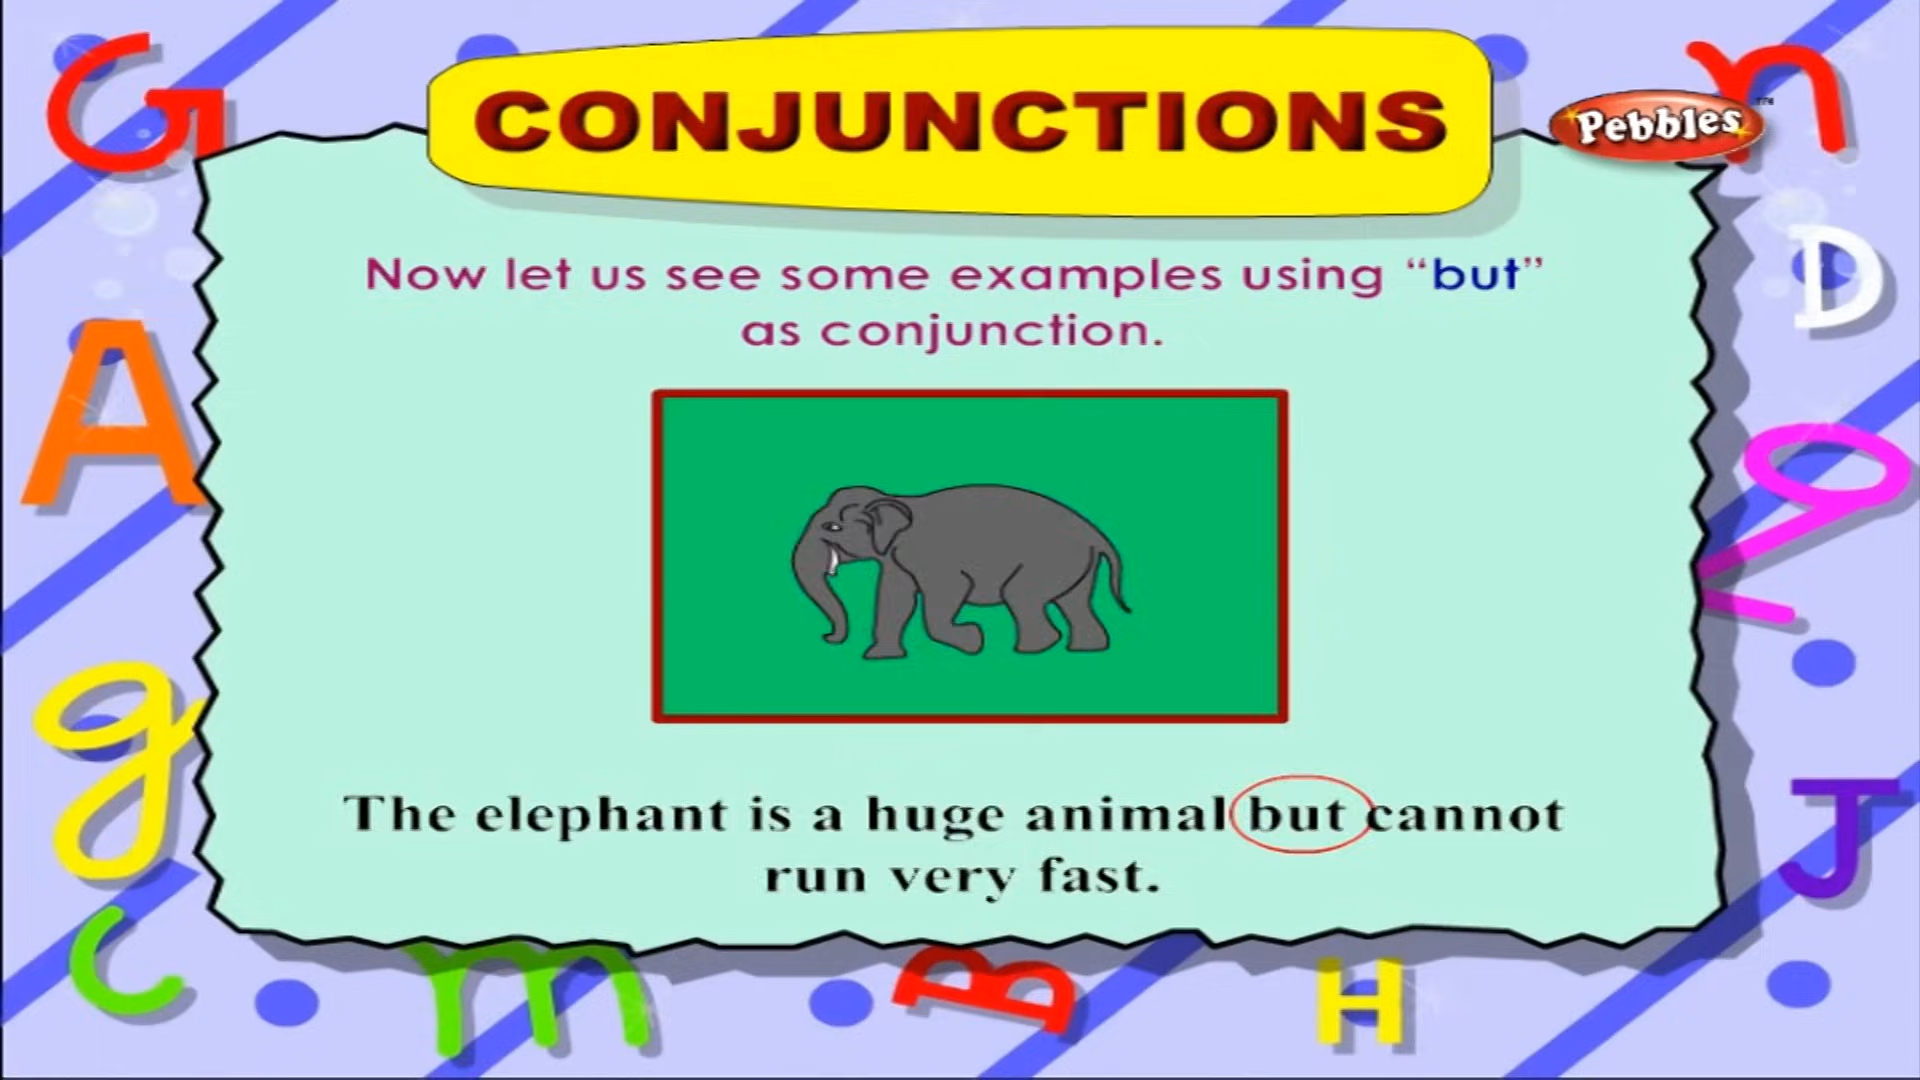 CONJUNCTIONS
Pebbles™
Now let us see some examples using “but”
as conjunction.
The elephant is a huge animal but cannot
run very fast.
G
A
g
c
m
B
H
J
D
n